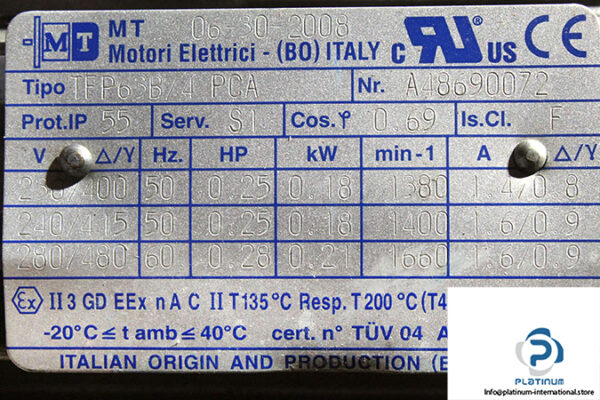 MT MT 06-30-2008
Motori Elettrici - (BO) ITALY c RU US CE
Tipo TFP63B/4 PCA Nr. A48690072
Prot.IP 55 Serv. S1 Cos.φ 0.69 Is.Cl. F
V Δ/Y Hz. HP kW min-1 A Δ/Y
230/400 50 0.25 0.18 1380 1.4/0.8
240/415 50 0.25 0.18 1400 1.6/0.9
280/480 60 0.28 0.21 1660 1.6/0.9
Ex II 3 GD EEx n A C II T135°C Resp. T200°C (T4
-20°C ≤ t amb ≤ 40°C cert. n° TÜV 04 A
ITALIAN ORIGIN AND PRODUCTION (E
PLATINUM
Info@platinum-international.store